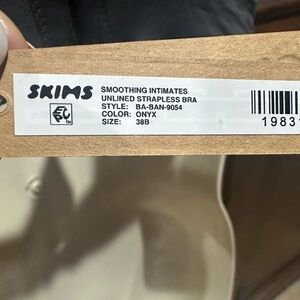 SKIMS
SMOOTHING INTIMATES
UNLINED STRAPLESS BRA
STYLE: BA-BAN-9054
COLOR: ONYX
SIZE: 38B
1983